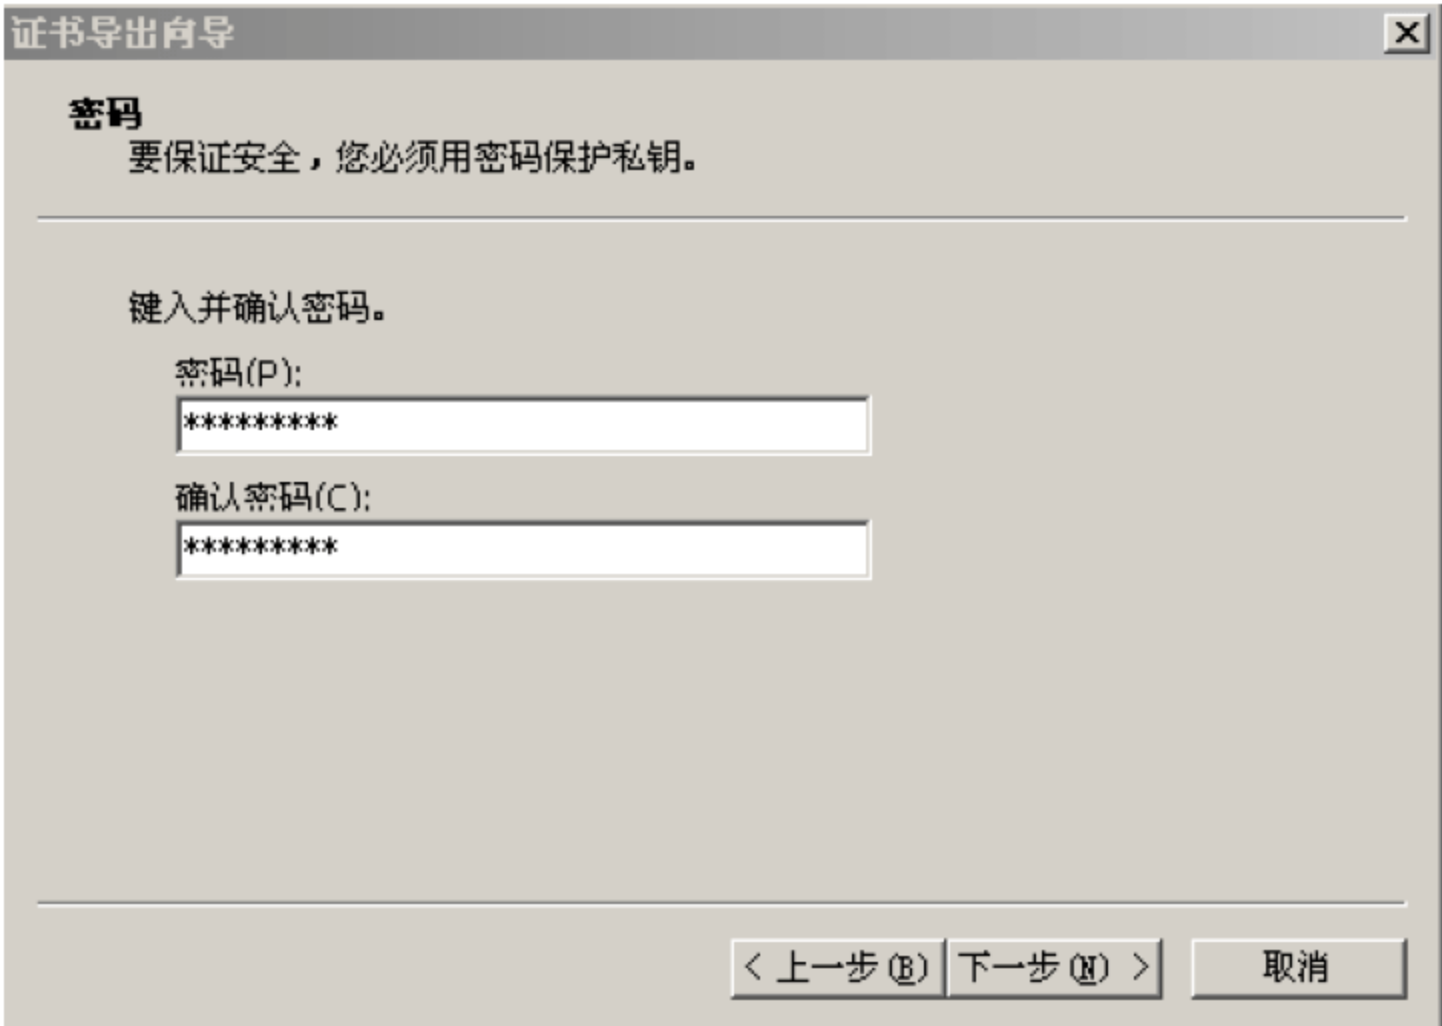 证书导出向导
密码
要保证安全，您必须用密码保护私钥。
键入并确认密码。
密码(P):
*********
确认密码(C):
*********
< 上一步(B) 下一步(N) > 取消